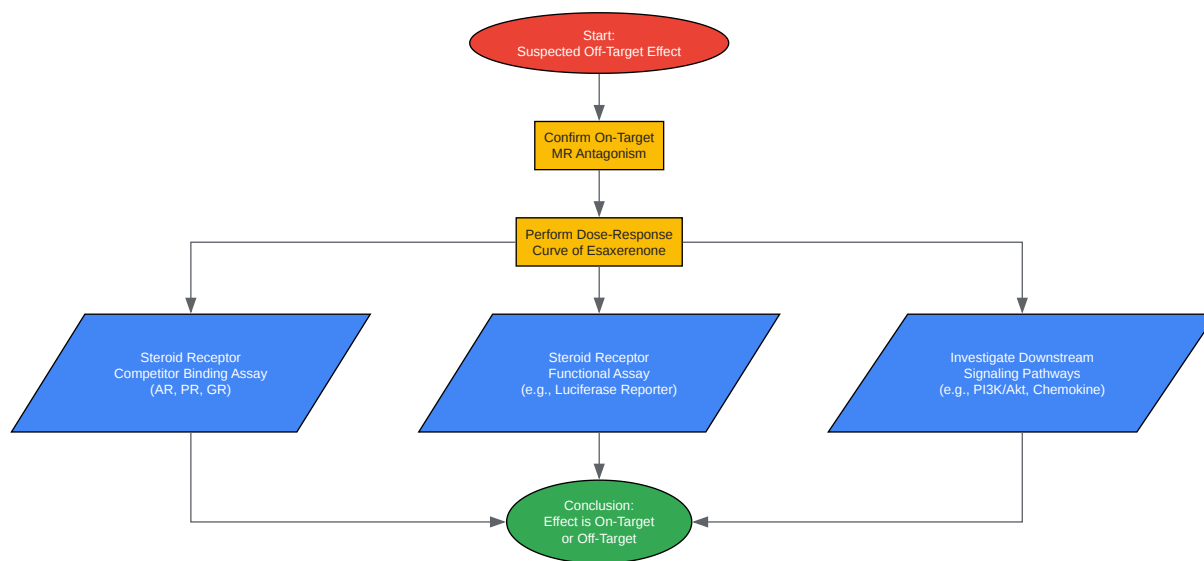 Start:
Suspected Off-Target Effect
Confirm On-Target
MR Antagonism
Perform Dose-Response
Curve of Esaxerenone
Steroid Receptor
Competitor Binding Assay
(AR, PR, GR)
Steroid Receptor
Functional Assay
(e.g., Luciferase Reporter)
Investigate Downstream
Signaling Pathways
(e.g., PI3K/Akt, Chemokine)
Conclusion:
Effect is On-Target
or Off-Target